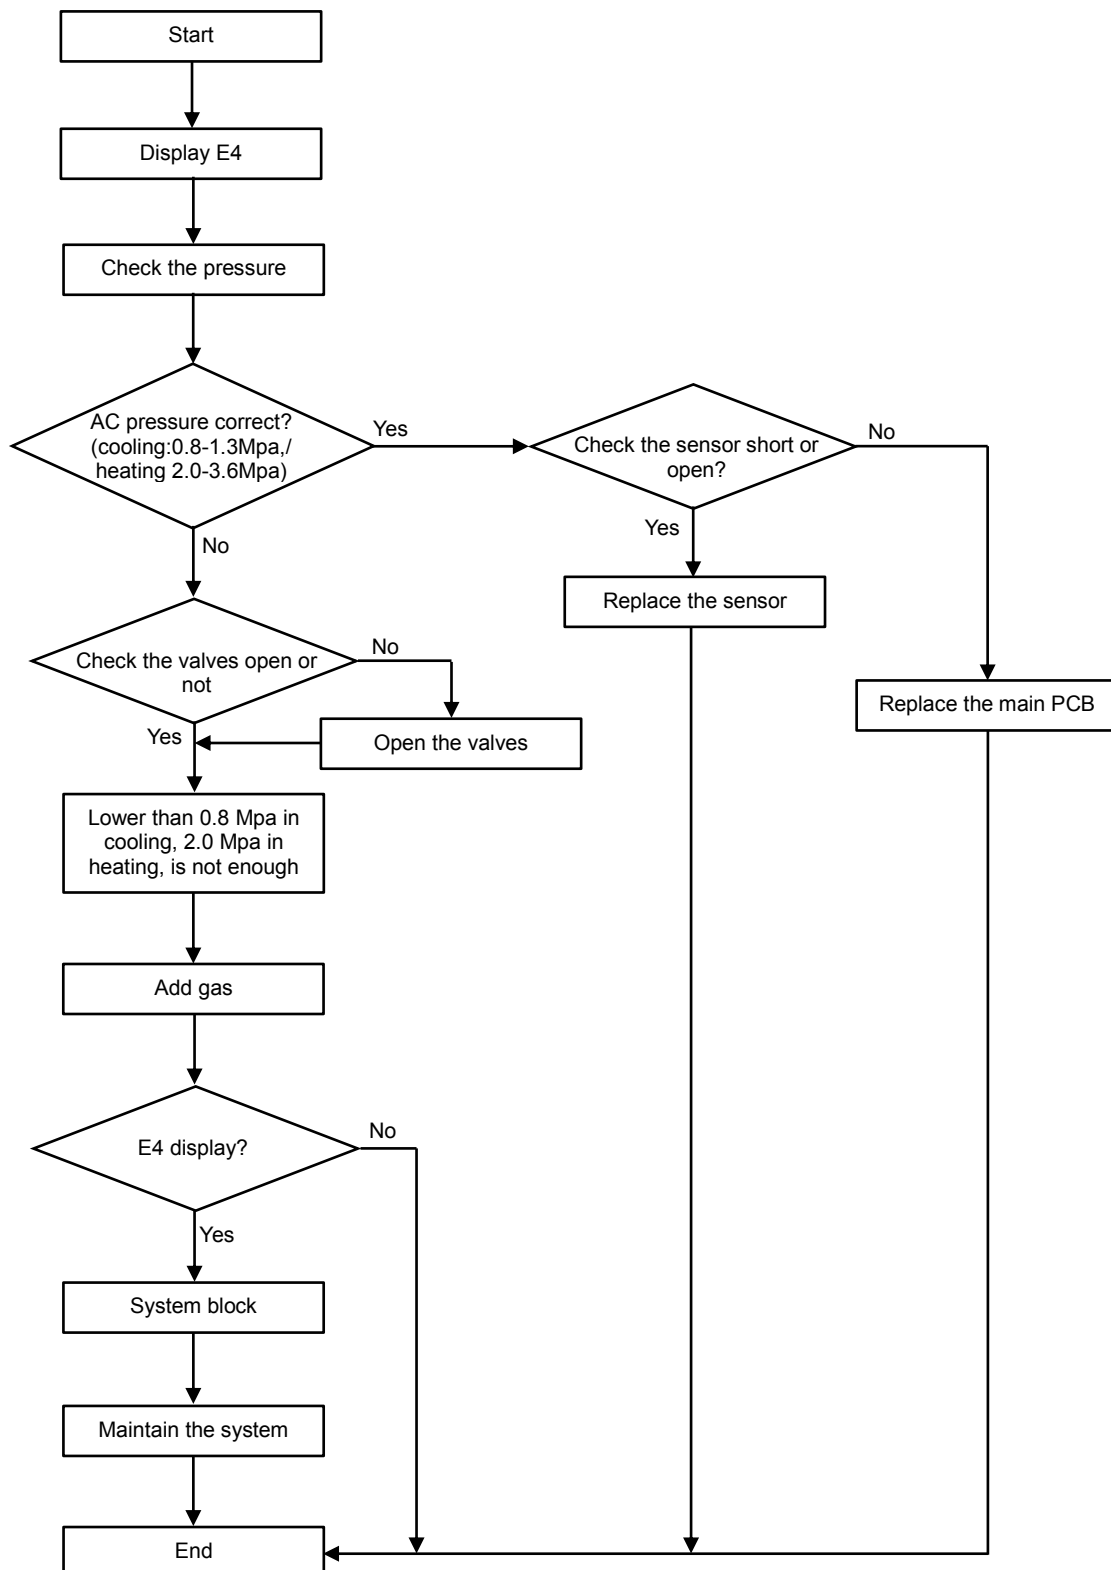 Start
Display E4
Check the pressure
AC pressure correct?
(cooling:0.8-1.3Mpa,/
heating 2.0-3.6Mpa)
Yes
No
Check the sensor short or
open?
No
Yes
Replace the sensor
Replace the main PCB
Check the valves open or
not
No
Yes
Open the valves
Lower than 0.8 Mpa in
cooling, 2.0 Mpa in
heating, is not enough
Add gas
E4 display?
No
Yes
System block
Maintain the system
End